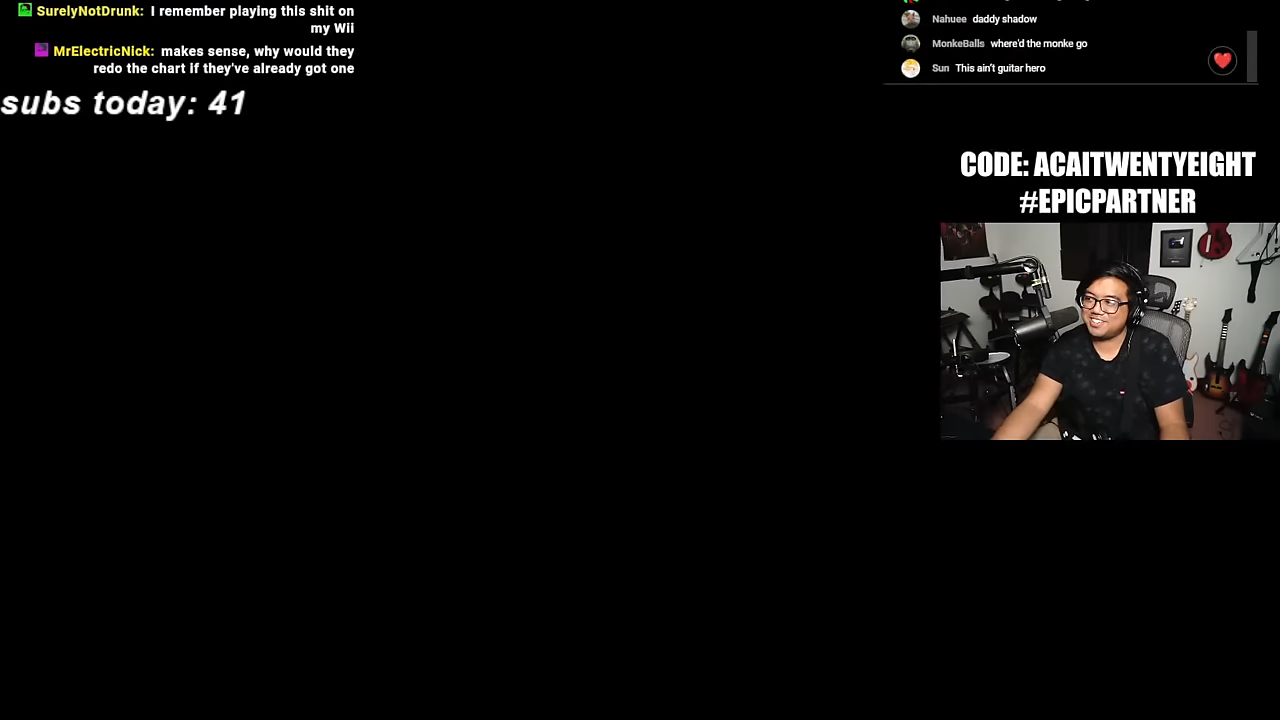 SurelyNotDrunk: I remember playing this shit on
my Wii
MrElectricNick: makes sense, why would they
redo the chart if they've already got one
subs today: 41
Nahuee daddy shadow
MonkeBalls where'd the monke go
Sun This ain't guitar hero
CODE: ACAITWENTYEIGHT
#EPICPARTNER